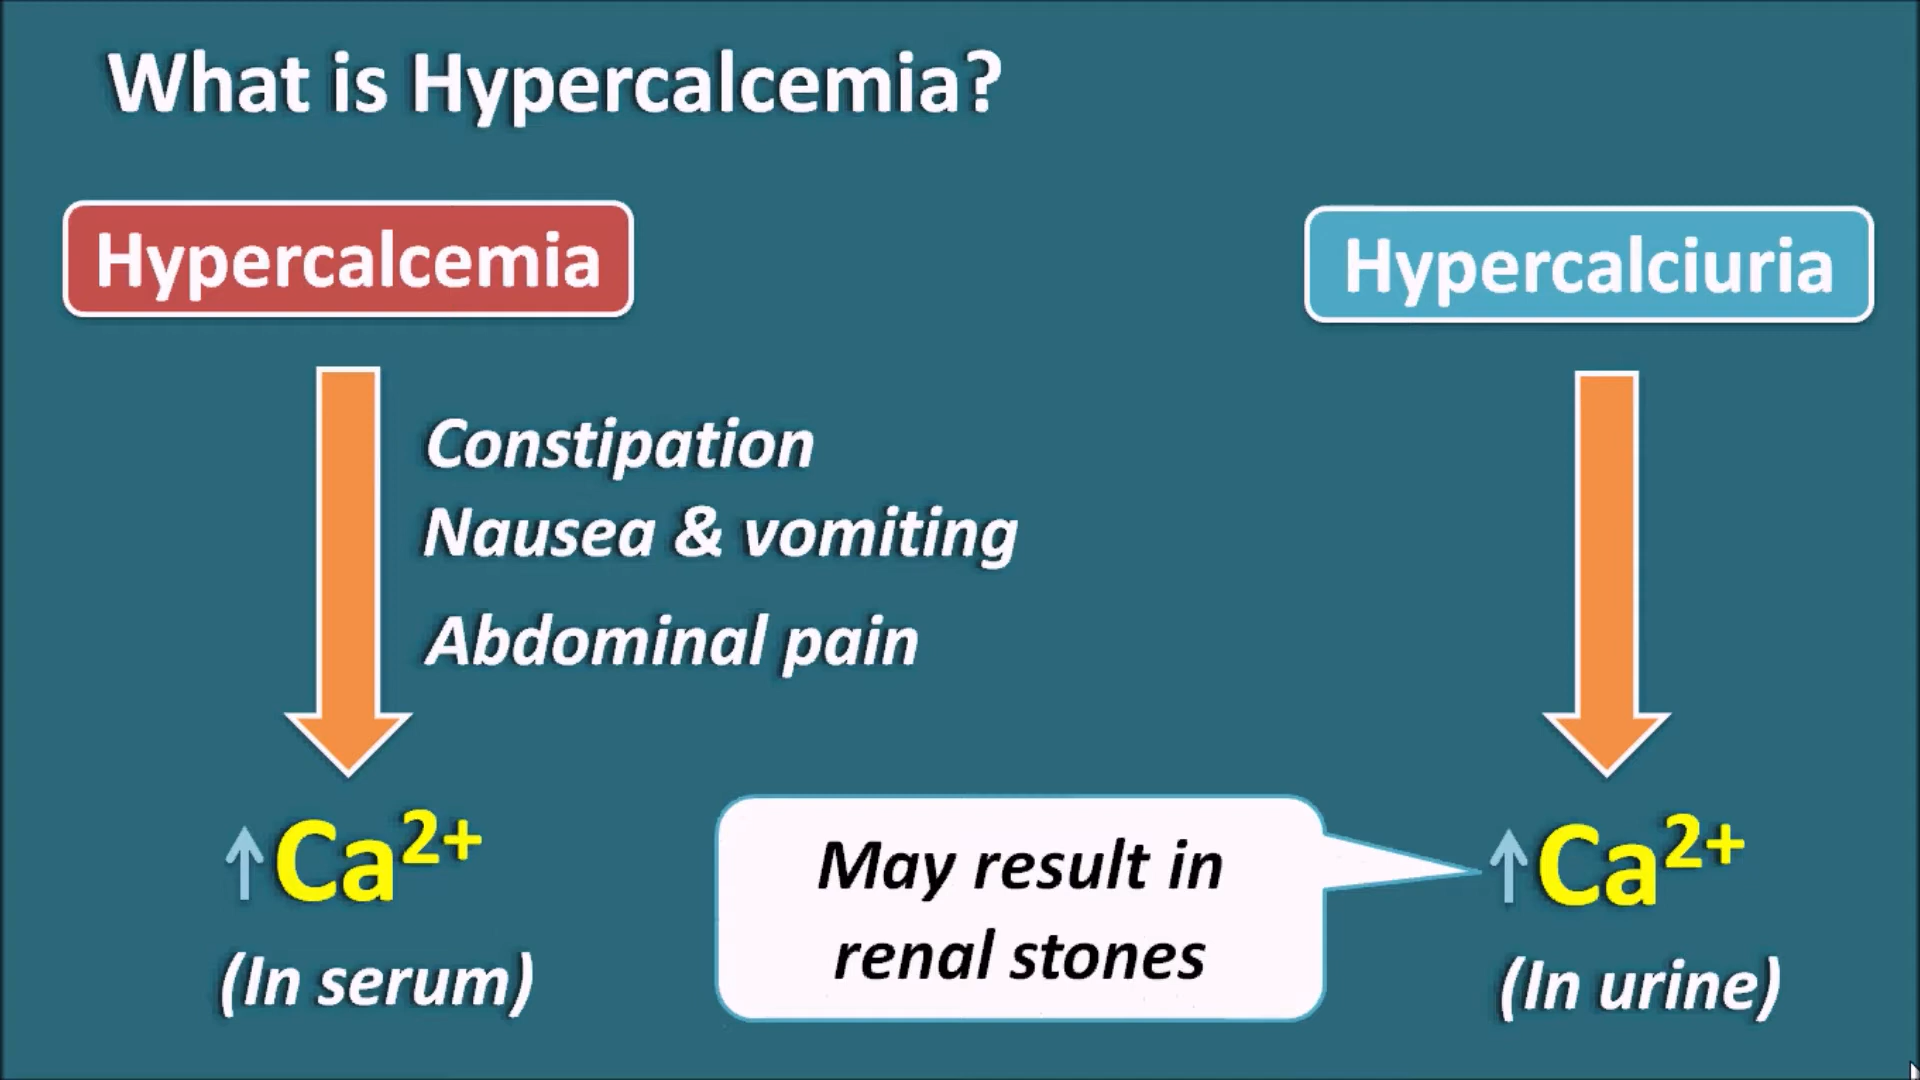 What is Hypercalcemia?
Hypercalcemia
Hypercalciuria
Constipation
Nausea & vomiting
Abdominal pain
↑Ca²⁺
(In serum)
May result in
renal stones
↑Ca²⁺
(In urine)